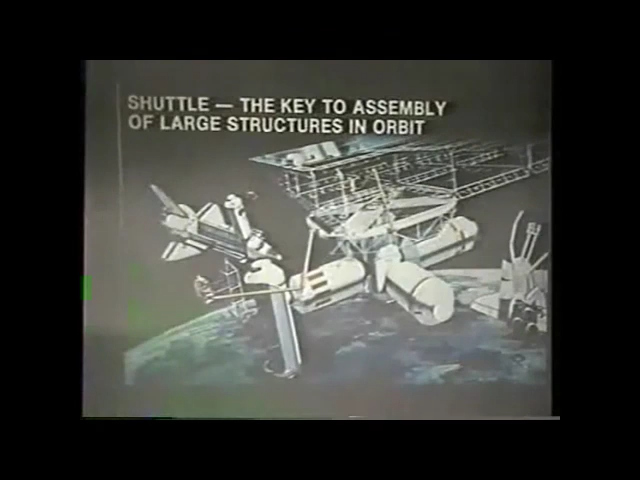 SHUTTLE — THE KEY TO ASSEMBLY
OF LARGE STRUCTURES IN ORBIT